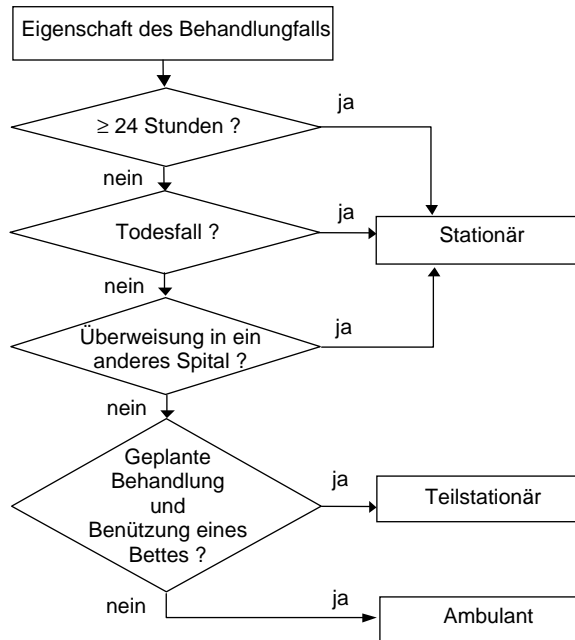 Eigenschaft des Behandlungfalls
ja
≥ 24 Stunden ?
nein
ja
Todesfall ?
Stationär
nein
ja
Überweisung in ein
anderes Spital ?
nein
Geplante
Behandlung
und
Benützung eines
Bettes ?
ja
Teilstationär
nein
ja
Ambulant